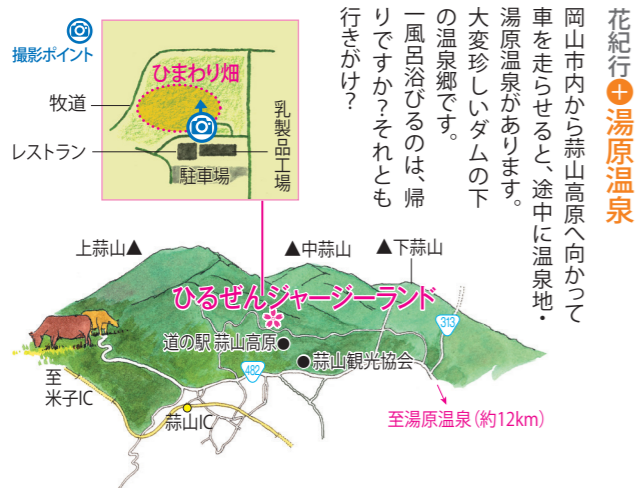 花紀行+湯原温泉
岡山市内から蒜山高原へ向かって
車を走らせると、途中に温泉地・
湯原温泉があります。
大変珍しいダムの下
の温泉郷です。
一風呂浴びるのは、帰
りですか？それとも
行きがけ？
撮影ポイント
ひまわり畑
牧道
レストラン
乳製品工場
駐車場
上蒜山▲
▲中蒜山
▲下蒜山
ひるぜんジャージーランド
313
道の駅 蒜山高原
蒜山観光協会
482
至
米子IC
蒜山IC
至湯原温泉（約12km）